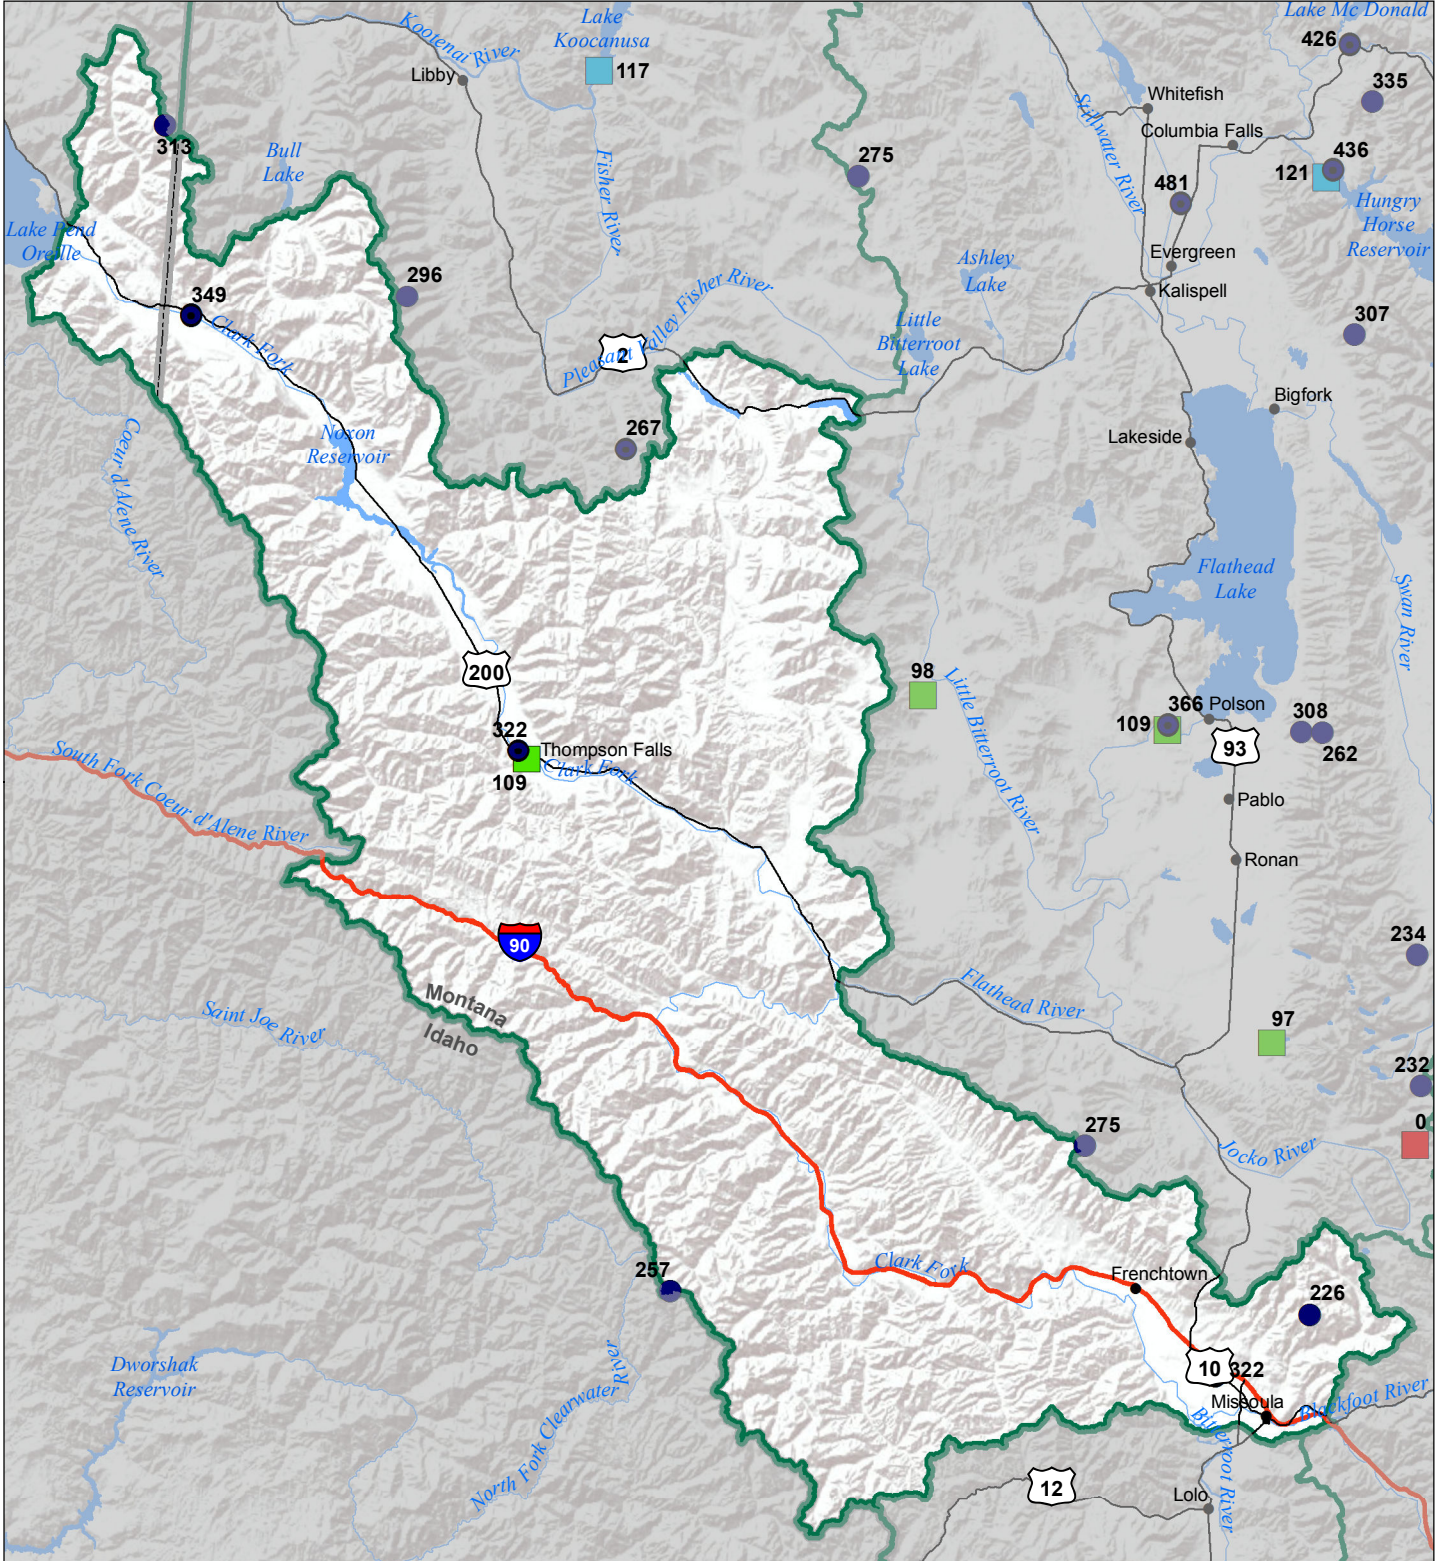 Lake Mc Donald
426
335
Lake
Koocanusa
117
Kootenai River
Libby
Whitefish
Columbia Falls
Stillwater River
436
121
481
Hungry
Horse
Reservoir
313
Bull
Lake
Fisher River
275
Lake Pend
Oreille
Evergreen
Kalispell
Ashley
Lake
296
349
Clark Fork
Pleasant Valley Fisher River
2
Little
Bitterroot
Lake
307
Bigfork
Lakeside
267
Noxon
Reservoir
Coeur d'Alene River
Flathead
Lake
Swan River
200
98
Little Bitterroot River
366
Polson
109
308
262
93
322
Thompson Falls
Clark Fork
109
South Fork Coeur d'Alene River
Pablo
Ronan
90
234
Montana
Idaho
Saint Joe River
Flathead River
97
232
0
275
Jocko River
257
Clark Fork
Frenchtown
226
Dworshak
Reservoir
North Fork Clearwater
River
10
322
Missoula
Blackfoot River
Bitterroot River
12
Lolo